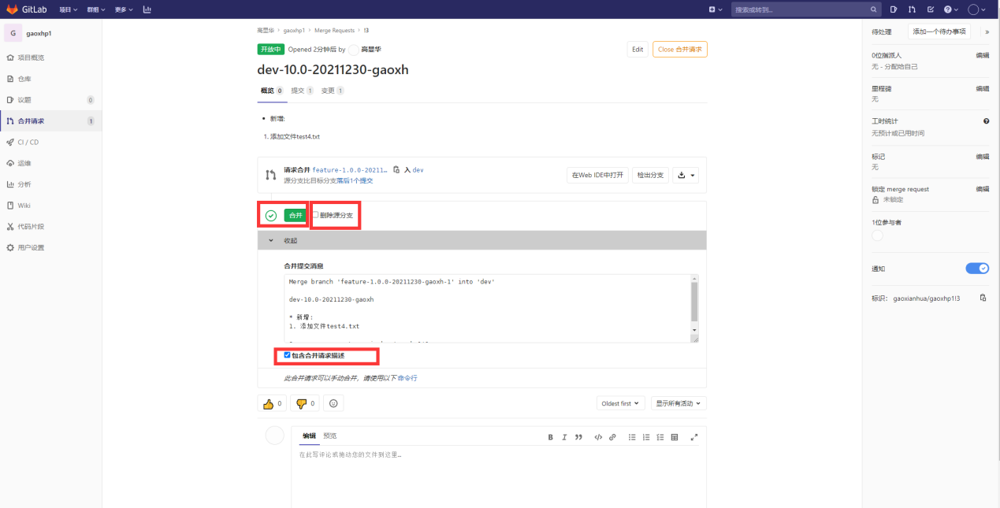 GitLab 项目 群组 更多 搜索或转到...
G gaoxhp1
项目概览
仓库
议题 0
合并请求 1
CI / CD
运维
分析
Wiki
代码片段
用户设置
高显华 > gaoxhp1 > Merge Requests > !3
开放中 Opened 2分钟后 by 高显华 Edit Close 合并请求
dev-10.0-20211230-gaoxh
概览 0 提交 1 变更 1
• 新增:
1. 添加文件test4.txt
请求合并 feature-1.0.0-20211... 入 dev
源分支比目标分支落后1个提交
在Web IDE中打开 检出分支
合并 删除源分支
收起
合并提交消息
Merge branch 'feature-1.0.0-20211230-gaoxh-1' into 'dev'
dev-10.0-20211230-gaoxh
* 新增:
1. 添加文件test4.txt
包含合并请求描述
此合并请求可以手动合并，请使用以下 命令行
0 0 Oldest first 显示所有活动
编辑 预览
在此写评论或拖动您的文件到这里...
待处理 添加一个待办事项 »
0位指派人 编辑
无 - 分配给自己
里程碑 编辑
无
工时统计
无预计或已用时间
标记 编辑
无
锁定 merge request 编辑
未锁定
1位参与者
通知
标识： gaoxianhua/gaoxhp1!3